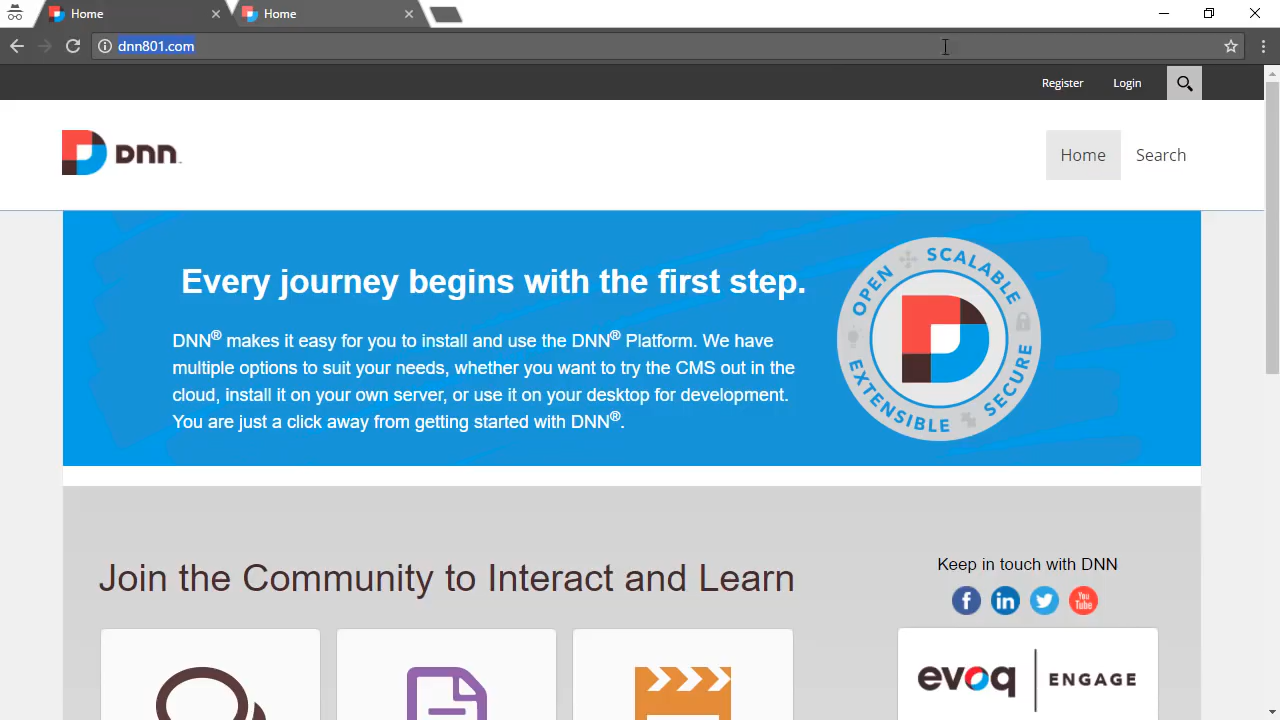 Home
Home
dnn801.com
Register
Login
DNN
Home
Search
Every journey begins with the first step.
DNN® makes it easy for you to install and use the DNN® Platform. We have
multiple options to suit your needs, whether you want to try the CMS out in the
cloud, install it on your own server, or use it on your desktop for development.
You are just a click away from getting started with DNN®.
OPEN
SCALABLE
EXTENSIBLE
SECURE
Join the Community to Interact and Learn
Keep in touch with DNN
f
in
You
Tube
evoq
ENGAGE